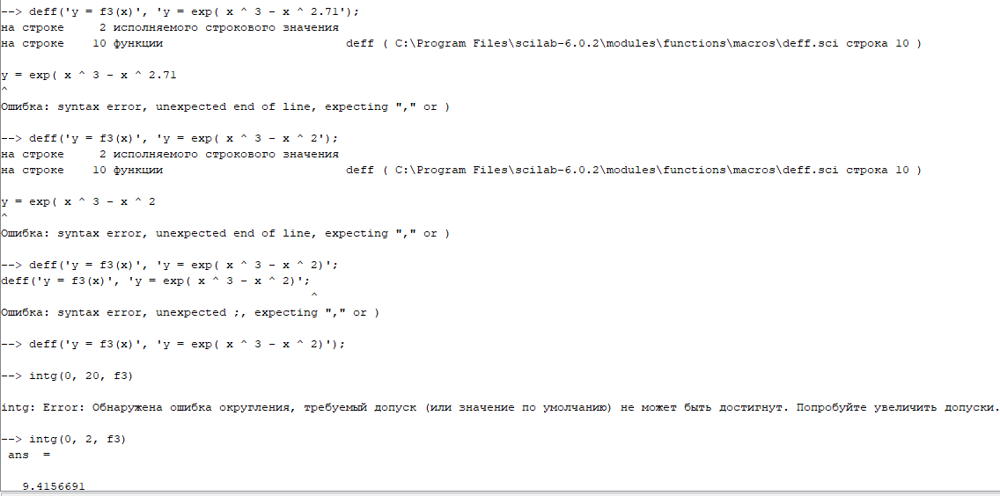 --> deff('y = f3(x)', 'y = exp( x ^ 3 - x ^ 2.71');
на строке     2 исполняемого строкового значения
на строке    10 функции                          deff ( C:\Program Files\scilab-6.0.2\modules\functions\macros\deff.sci строка 10 )
y = exp( x ^ 3 - x ^ 2.71
^
Ошибка: syntax error, unexpected end of line, expecting "," or )
--> deff('y = f3(x)', 'y = exp( x ^ 3 - x ^ 2');
на строке     2 исполняемого строкового значения
на строке    10 функции                          deff ( C:\Program Files\scilab-6.0.2\modules\functions\macros\deff.sci строка 10 )
y = exp( x ^ 3 - x ^ 2
^
Ошибка: syntax error, unexpected end of line, expecting "," or )
--> deff('y = f3(x)', 'y = exp( x ^ 3 - x ^ 2)';
deff('y = f3(x)', 'y = exp( x ^ 3 - x ^ 2)';
                                            ^
Ошибка: syntax error, unexpected ;, expecting "," or )
--> deff('y = f3(x)', 'y = exp( x ^ 3 - x ^ 2)');
--> intg(0, 20, f3)
intg: Error: Обнаружена ошибка округления, требуемый допуск (или значение по умолчанию) не может быть достигнут. Попробуйте увеличить допуски.
--> intg(0, 2, f3)
 ans  =
   9.4156691